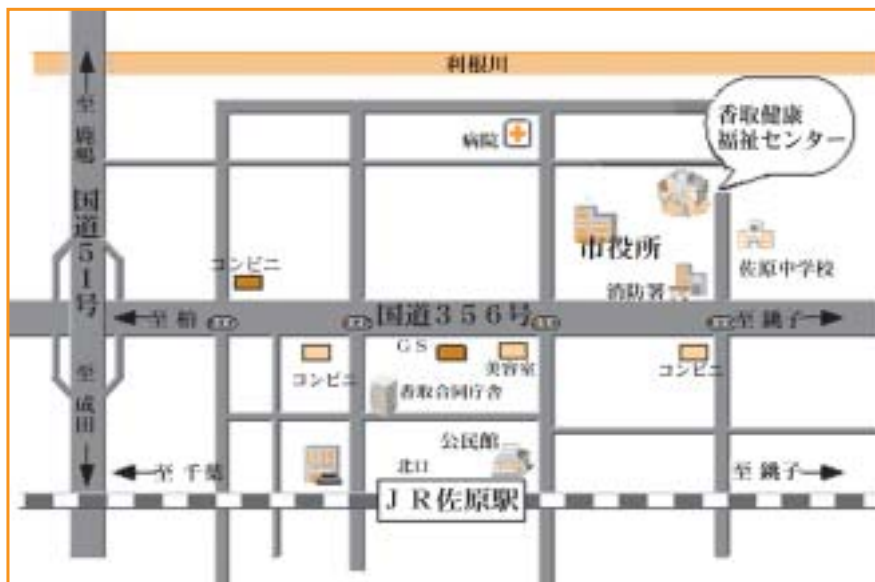 利根川
至 鹿嶋
国道51号
至 成田
病院
香取健康
福祉センター
市役所
佐原中学校
消防署
コンビニ
至 柏
国道356号
至 銚子
GS
コンビニ
美容室
コンビニ
香取合同庁舎
公民館
北口
至 千葉
至 銚子
JR佐原駅